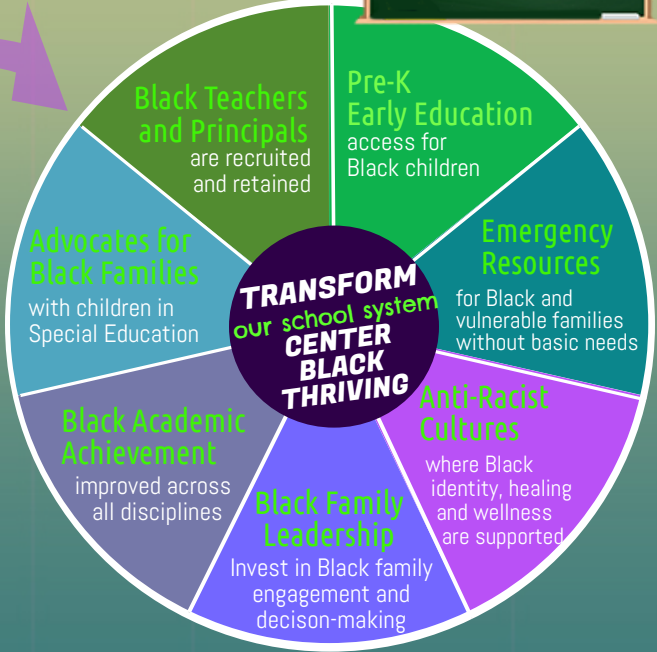 TRANSFORM
our school system
CENTER
BLACK
THRIVING
Pre-K
Early Education
access for
Black children
Emergency
Resources
for Black and
vulnerable families
without basic needs
Anti-Racist
Cultures
where Black
identity, healing
and wellness
are supported
Black Family
Leadership
Invest in Black family
engagement and
decison-making
Black Academic
Achievement
improved across
all disciplines
Advocates for
Black Families
with children in
Special Education
Black Teachers
and Principals
are recruited
and retained